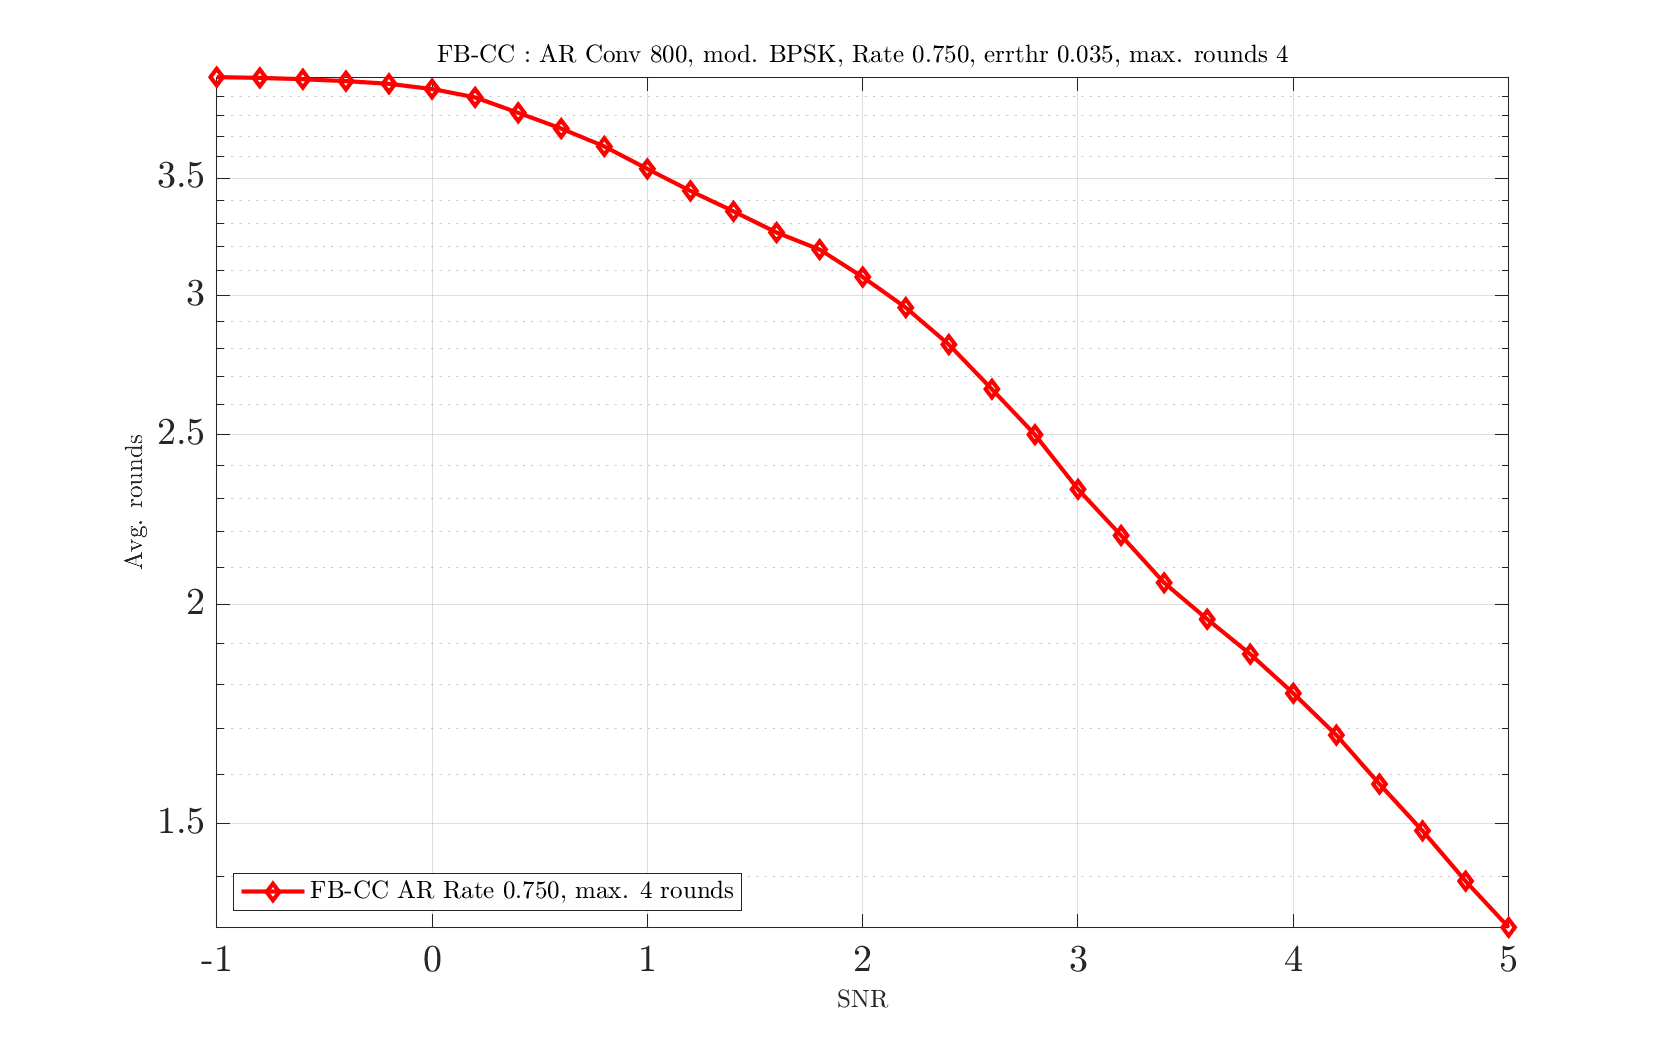 FB-CC : AR Conv 800, mod. BPSK, Rate 0.750, errthr 0.035, max. rounds 4
3.5
3
2.5
2
1.5
Avg. rounds
FB-CC AR Rate 0.750, max. 4 rounds
-1 0 1 2 3 4 5
SNR